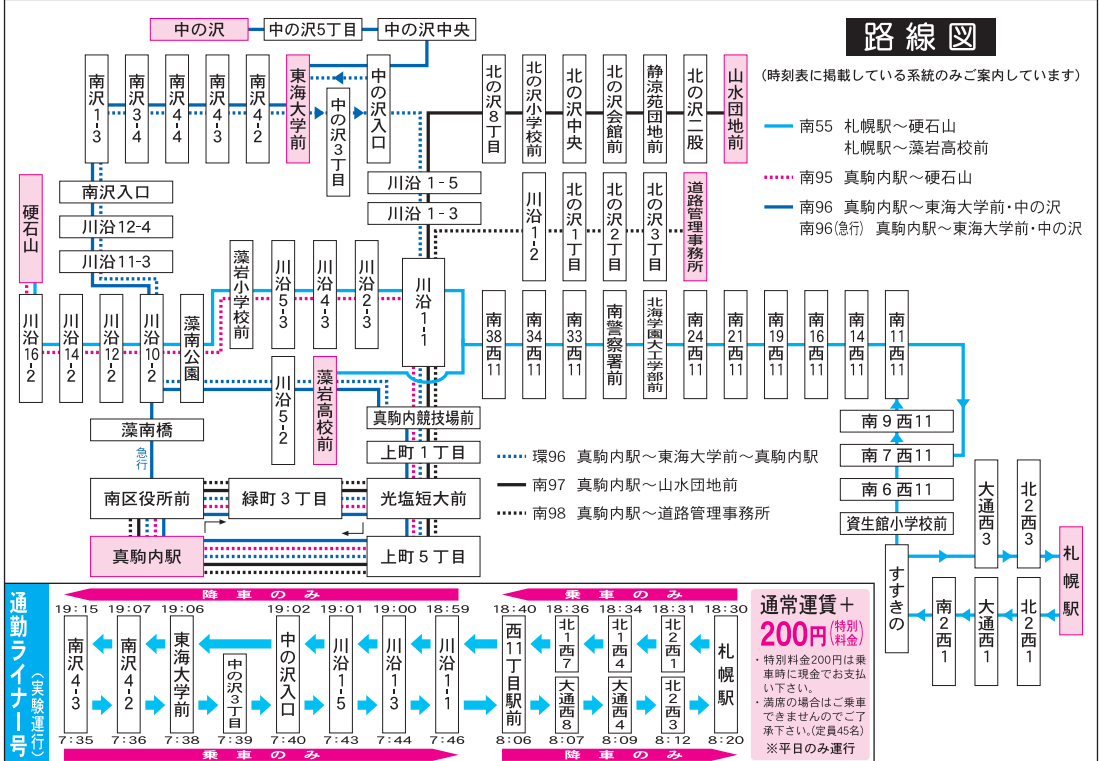 路線図
(時刻表に掲載している系統のみご案内しています)
中の沢
中の沢5丁目
中の沢中央
南沢1-3
南沢3-4
南沢4-4
南沢4-3
南沢4-2
東海大学前
中の沢3丁目
中の沢入口
北の沢8丁目
北の沢小学校前
北の沢中央
北の沢会館前
静涼苑団地前
北の沢二股
山水団地前
南55 札幌駅～硬石山
札幌駅～藻岩高校前
南95 真駒内駅～硬石山
南96 真駒内駅～東海大学前・中の沢
南96(急行) 真駒内駅～東海大学前・中の沢
南沢入口
川沿12-4
川沿11-3
川沿1-5
川沿1-3
川沿1-2
北の沢1丁目
北の沢2丁目
北の沢3丁目
道路管理事務所
硬石山
川沿16-2
川沿14-2
川沿12-2
川沿10-2
藻南公園
藻岩小学校前
川沿5-3
川沿4-3
川沿2-3
川沿1-1
南38西11
南34西11
南33西11
南警察署前
北海学園大工学部前
南24西11
南21西11
南19西11
南16西11
南14西11
南11西11
川沿5-2
藻岩高校前
藻南橋
急行
真駒内競技場前
上町1丁目
南区役所前
緑町3丁目
光塩短大前
真駒内駅
上町5丁目
環96 真駒内駅～東海大学前～真駒内駅
南97 真駒内駅～山水団地前
南98 真駒内駅～道路管理事務所
南9西11
南7西11
南6西11
資生館小学校前
すすきの
大通西3
北2西3
札幌駅
南2西1
大通西1
北2西1
通勤ライナー号(実験運行)
降車のみ
乗車のみ
19:15 19:07 19:06 19:02 19:01 19:00 18:59 18:40 18:36 18:34 18:31 18:30
南沢4-3
南沢4-2
東海大学前
中の沢3丁目
中の沢入口
川沿1-5
川沿1-3
川沿1-1
西11丁目駅前
北1西7
大通西8
北1西4
大通西4
北2西1
北2西3
札幌駅
7:35 7:36 7:38 7:39 7:40 7:43 7:44 7:46 8:06 8:07 8:09 8:12 8:20
乗車のみ
降車のみ
通常運賃＋
200円(特別料金)
・特別料金200円は乗
車時に現金でお支払
い下さい。
・満席の場合はご乗車
できませんのでご了
承下さい。(定員45名)
※平日のみ運行